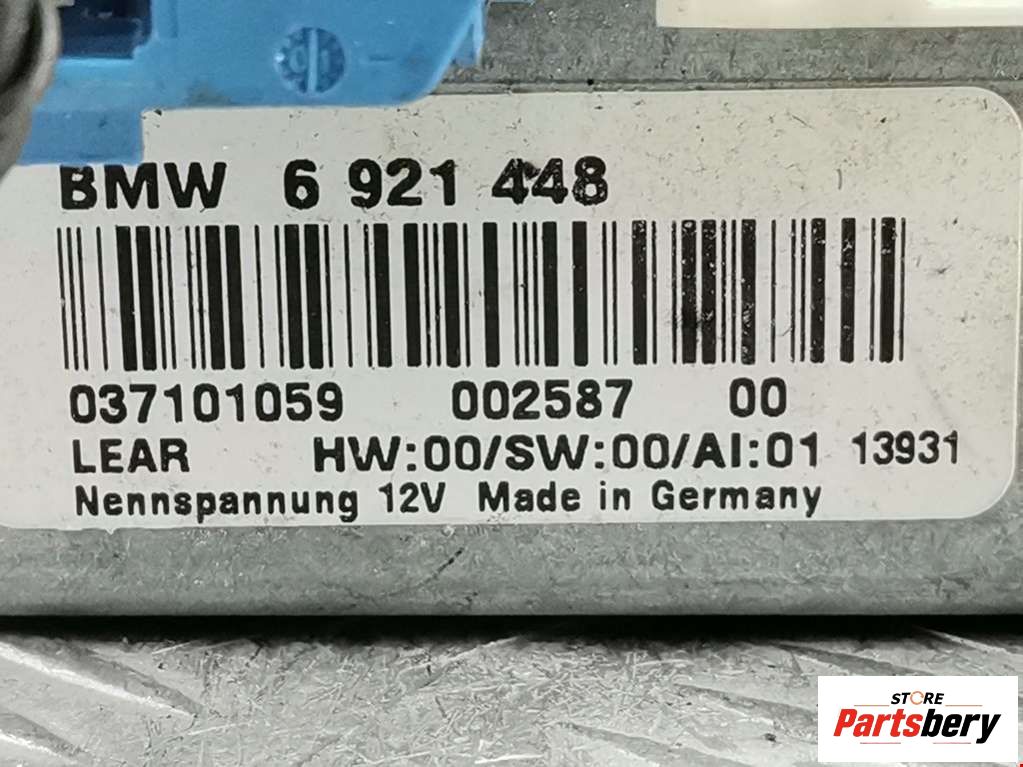 BMW 6 921 448
037101059 002587 00
LEAR HW:00/SW:00/AI:01 13931
Nennspannung 12V Made in Germany
STORE
Partsbery